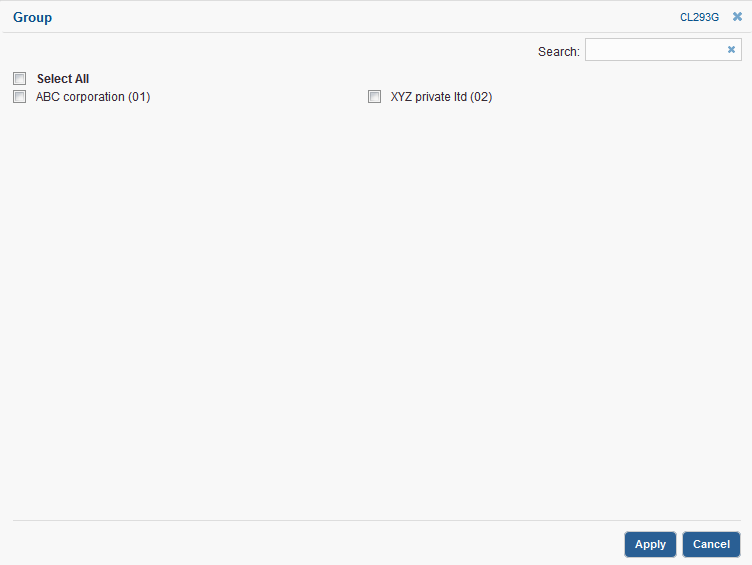 Group CL293G
Search:
Select All
ABC corporation (01) XYZ private ltd (02)
Apply Cancel